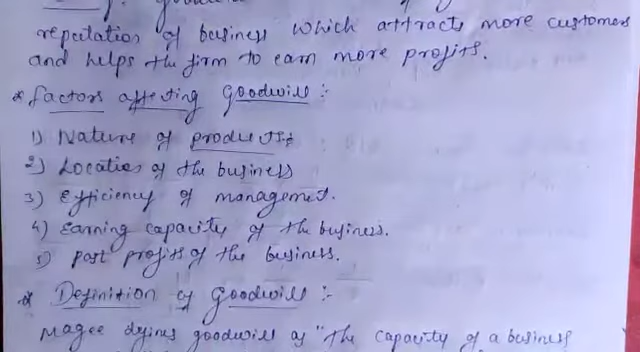 reputation of business which attracts more customers
and helps the firm to earn more profits.
* Factors affecting Goodwill :-
1) Nature of products:
2) Location of the business
3) Efficiency of management.
4) Earning capacity of the business.
5) past profits of the business.
* Definition of Goodwill :-
Magee defines goodwill as "the capacity of a business